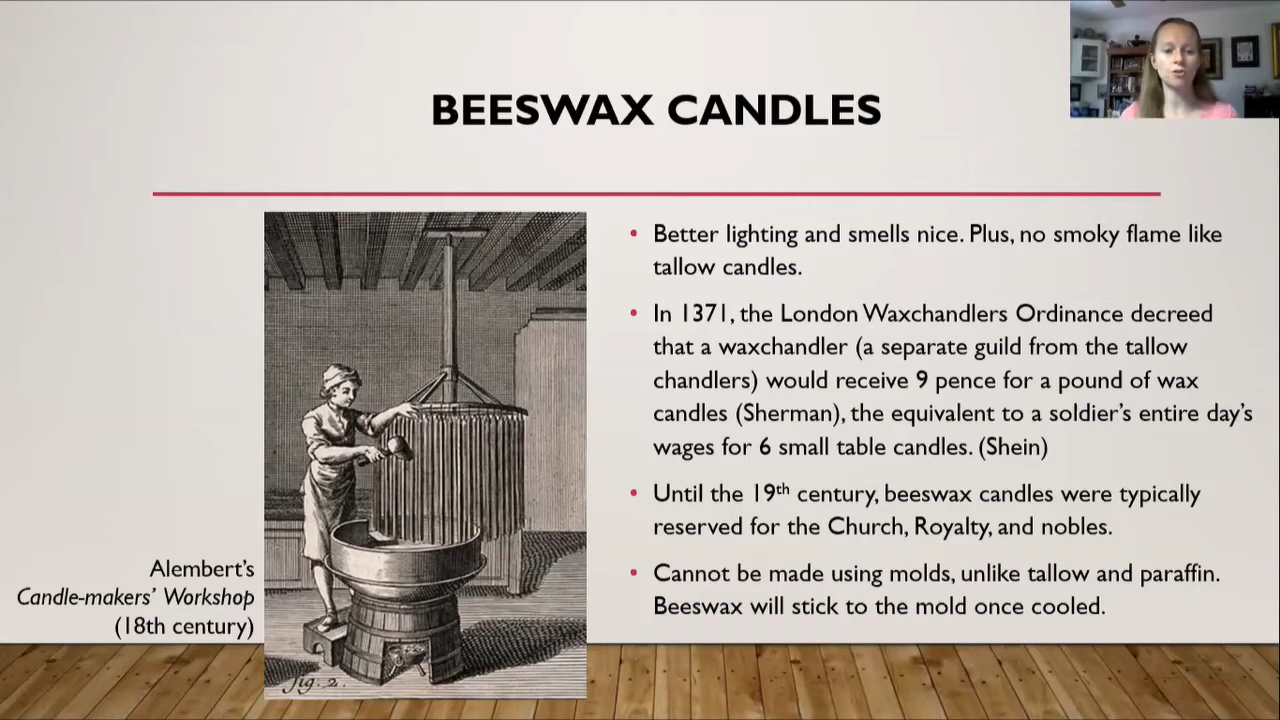 BEESWAX CANDLES
• Better lighting and smells nice. Plus, no smoky flame like
tallow candles.
• In 1371, the London Waxchandlers Ordinance decreed
that a waxchandler (a separate guild from the tallow
chandlers) would receive 9 pence for a pound of wax
candles (Sherman), the equivalent to a soldier’s entire day’s
wages for 6 small table candles. (Shein)
• Until the 19th century, beeswax candles were typically
reserved for the Church, Royalty, and nobles.
• Cannot be made using molds, unlike tallow and paraffin.
Beeswax will stick to the mold once cooled.
Alembert’s
Candle-makers’ Workshop
(18th century)
fig. 2.